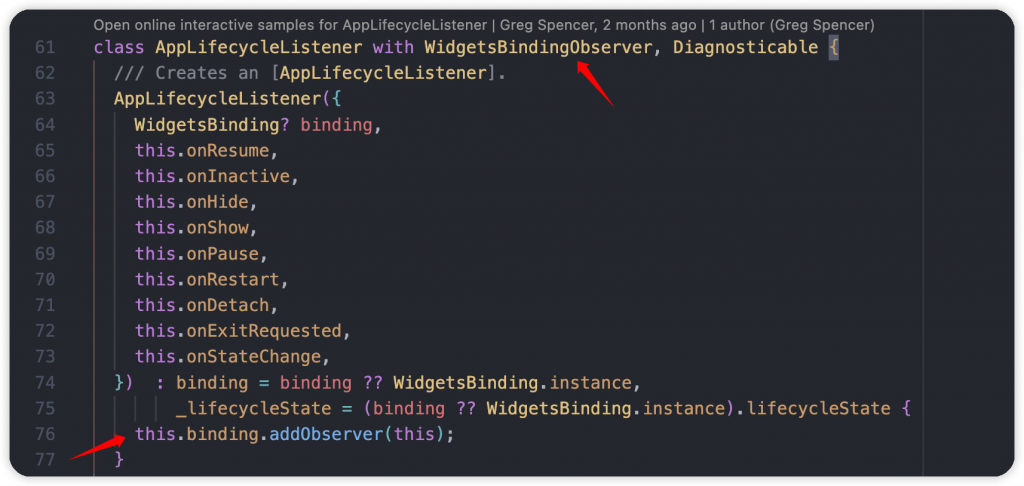 Open online interactive samples for AppLifecycleListener | Greg Spencer, 2 months ago | 1 author (Greg Spencer)
61 class AppLifecycleListener with WidgetsBindingObserver, Diagnosticable {
62 /// Creates an [AppLifecycleListener].
63 AppLifecycleListener({
64 WidgetsBinding? binding,
65 this.onResume,
66 this.onInactive,
67 this.onHide,
68 this.onShow,
69 this.onPause,
70 this.onRestart,
71 this.onDetach,
72 this.onExitRequested,
73 this.onStateChange,
74 })  : binding = binding ?? WidgetsBinding.instance,
75 _lifecycleState = (binding ?? WidgetsBinding.instance).lifecycleState {
76 this.binding.addObserver(this);
77 }